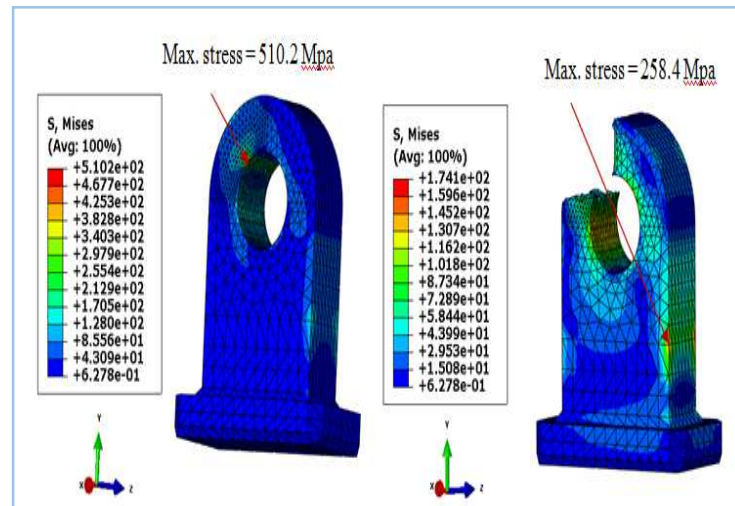 Max. stress = 510.2 Mpa
Max. stress = 258.4 Mpa
S, Mises
(Avg: 100%)
+5.102e+02
+4.677e+02
+4.253e+02
+3.828e+02
+3.403e+02
+2.979e+02
+2.554e+02
+2.129e+02
+1.705e+02
+1.280e+02
+8.556e+01
+4.309e+01
+6.278e-01
S, Mises
(Avg: 100%)
+1.741e+02
+1.596e+02
+1.452e+02
+1.307e+02
+1.162e+02
+1.018e+02
+8.734e+01
+7.289e+01
+5.844e+01
+4.399e+01
+2.953e+01
+1.508e+01
+6.278e-01
Y
X
Z
Y
X
Z